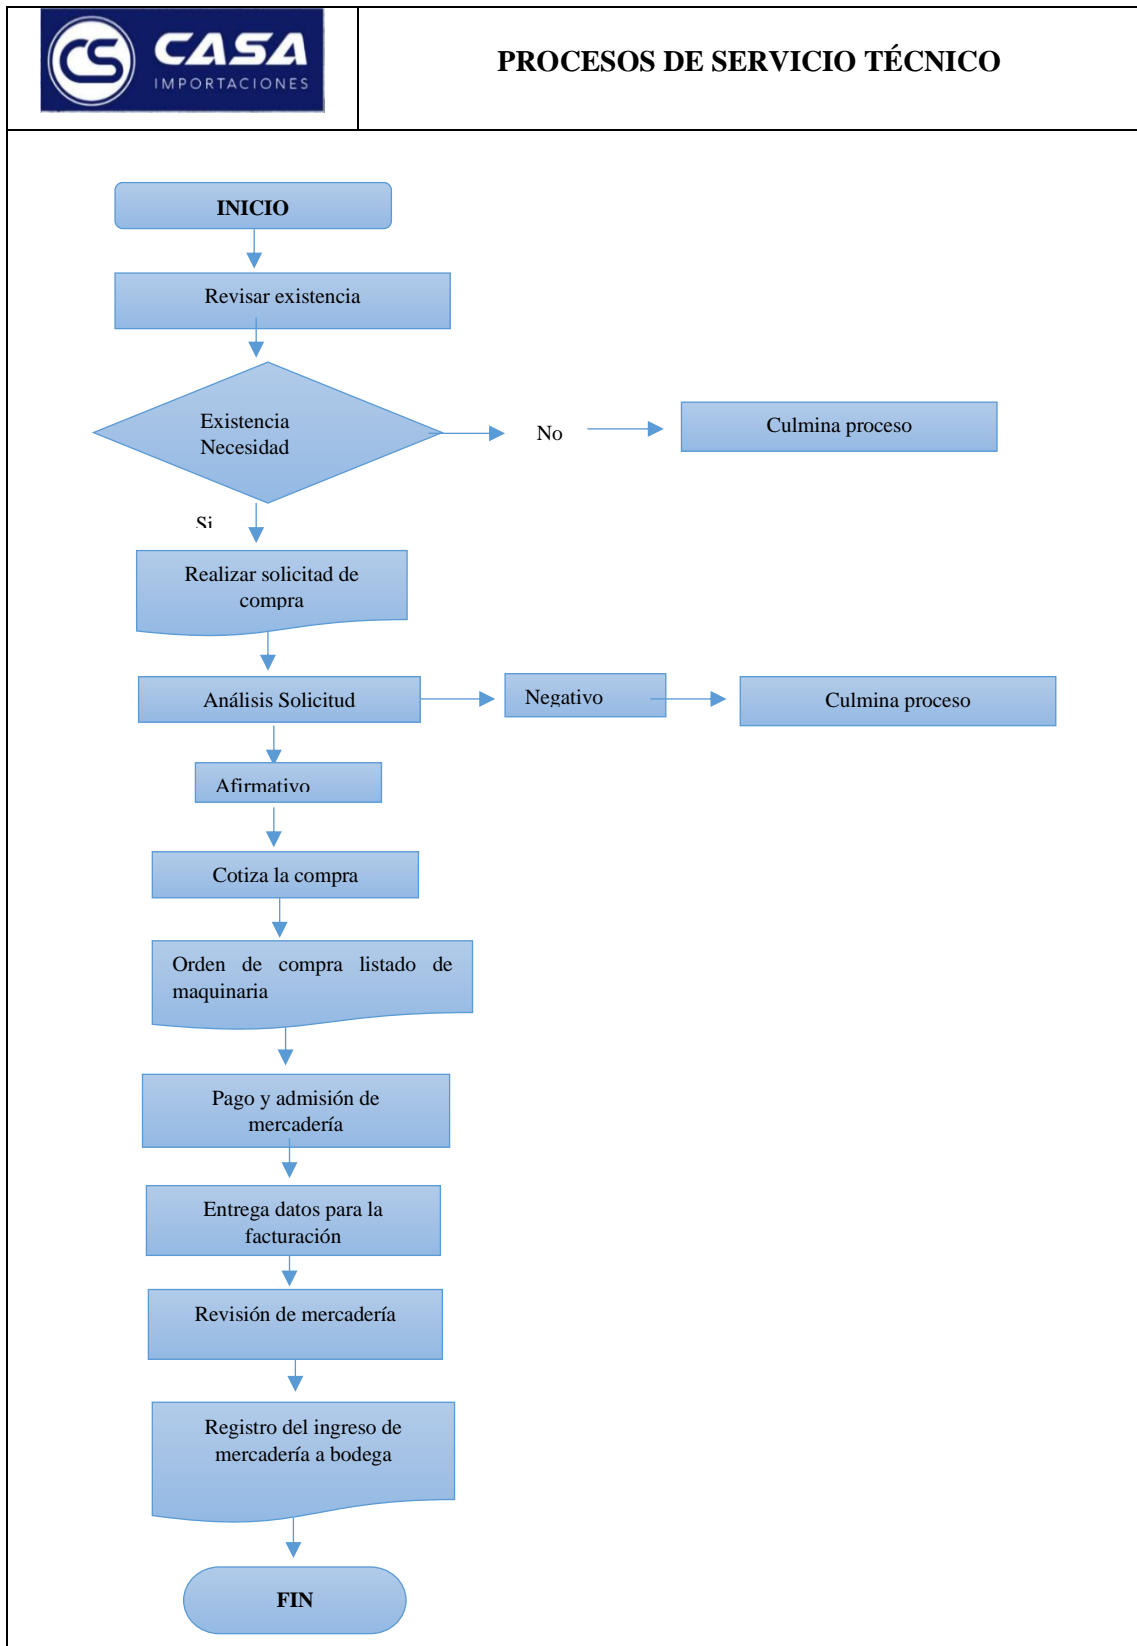 CS CASA
IMPORTACIONES
PROCESOS DE SERVICIO TÉCNICO
INICIO
Revisar existencia
Existencia
Necesidad
No
Culmina proceso
Si
Realizar solicitad de
compra
Análisis Solicitud
Negativo
Culmina proceso
Afirmativo
Cotiza la compra
Orden de compra listado de
maquinaria
Pago y admisión de
mercadería
Entrega datos para la
facturación
Revisión de mercadería
Registro del ingreso de
mercadería a bodega
FIN